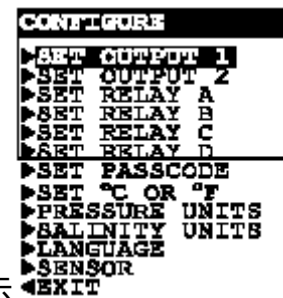 CONFIGURE
▶SET OUTPUT 1
▶SET OUTPUT 2
▶SET RELAY A
▶SET RELAY B
▶SET RELAY C
▶SET RELAY D
▶SET PASSCODE
▶SET °C OR °F
▶PRESSURE UNITS
▶SALINITY UNITS
▶LANGUAGE
▶SENSOR
示 ◀EXIT